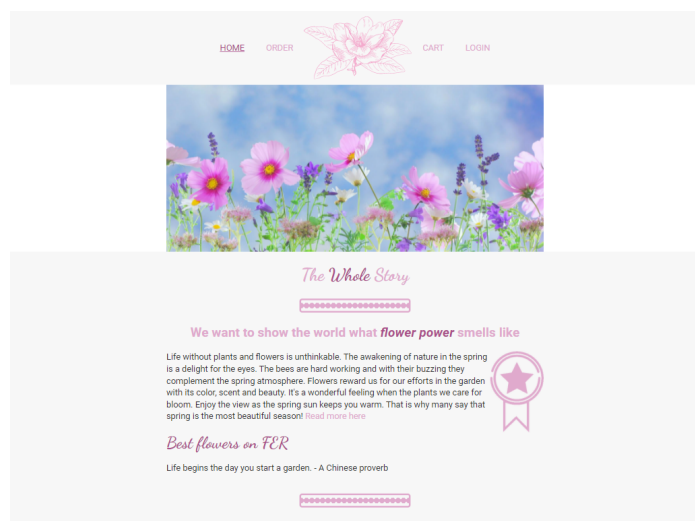 HOME ORDER CART LOGIN
The Whole Story
We want to show the world what flower power smells like
Life without plants and flowers is unthinkable. The awakening of nature in the spring
is a delight for the eyes. The bees are hard working and with their buzzing they
complement the spring atmosphere. Flowers reward us for our efforts in the garden
with its color, scent and beauty. It's a wonderful feeling when the plants we care for
bloom. Enjoy the view as the spring sun keeps you warm. That is why many say that
spring is the most beautiful season! Read more here
Best flowers on FER
Life begins the day you start a garden. - A Chinese proverb